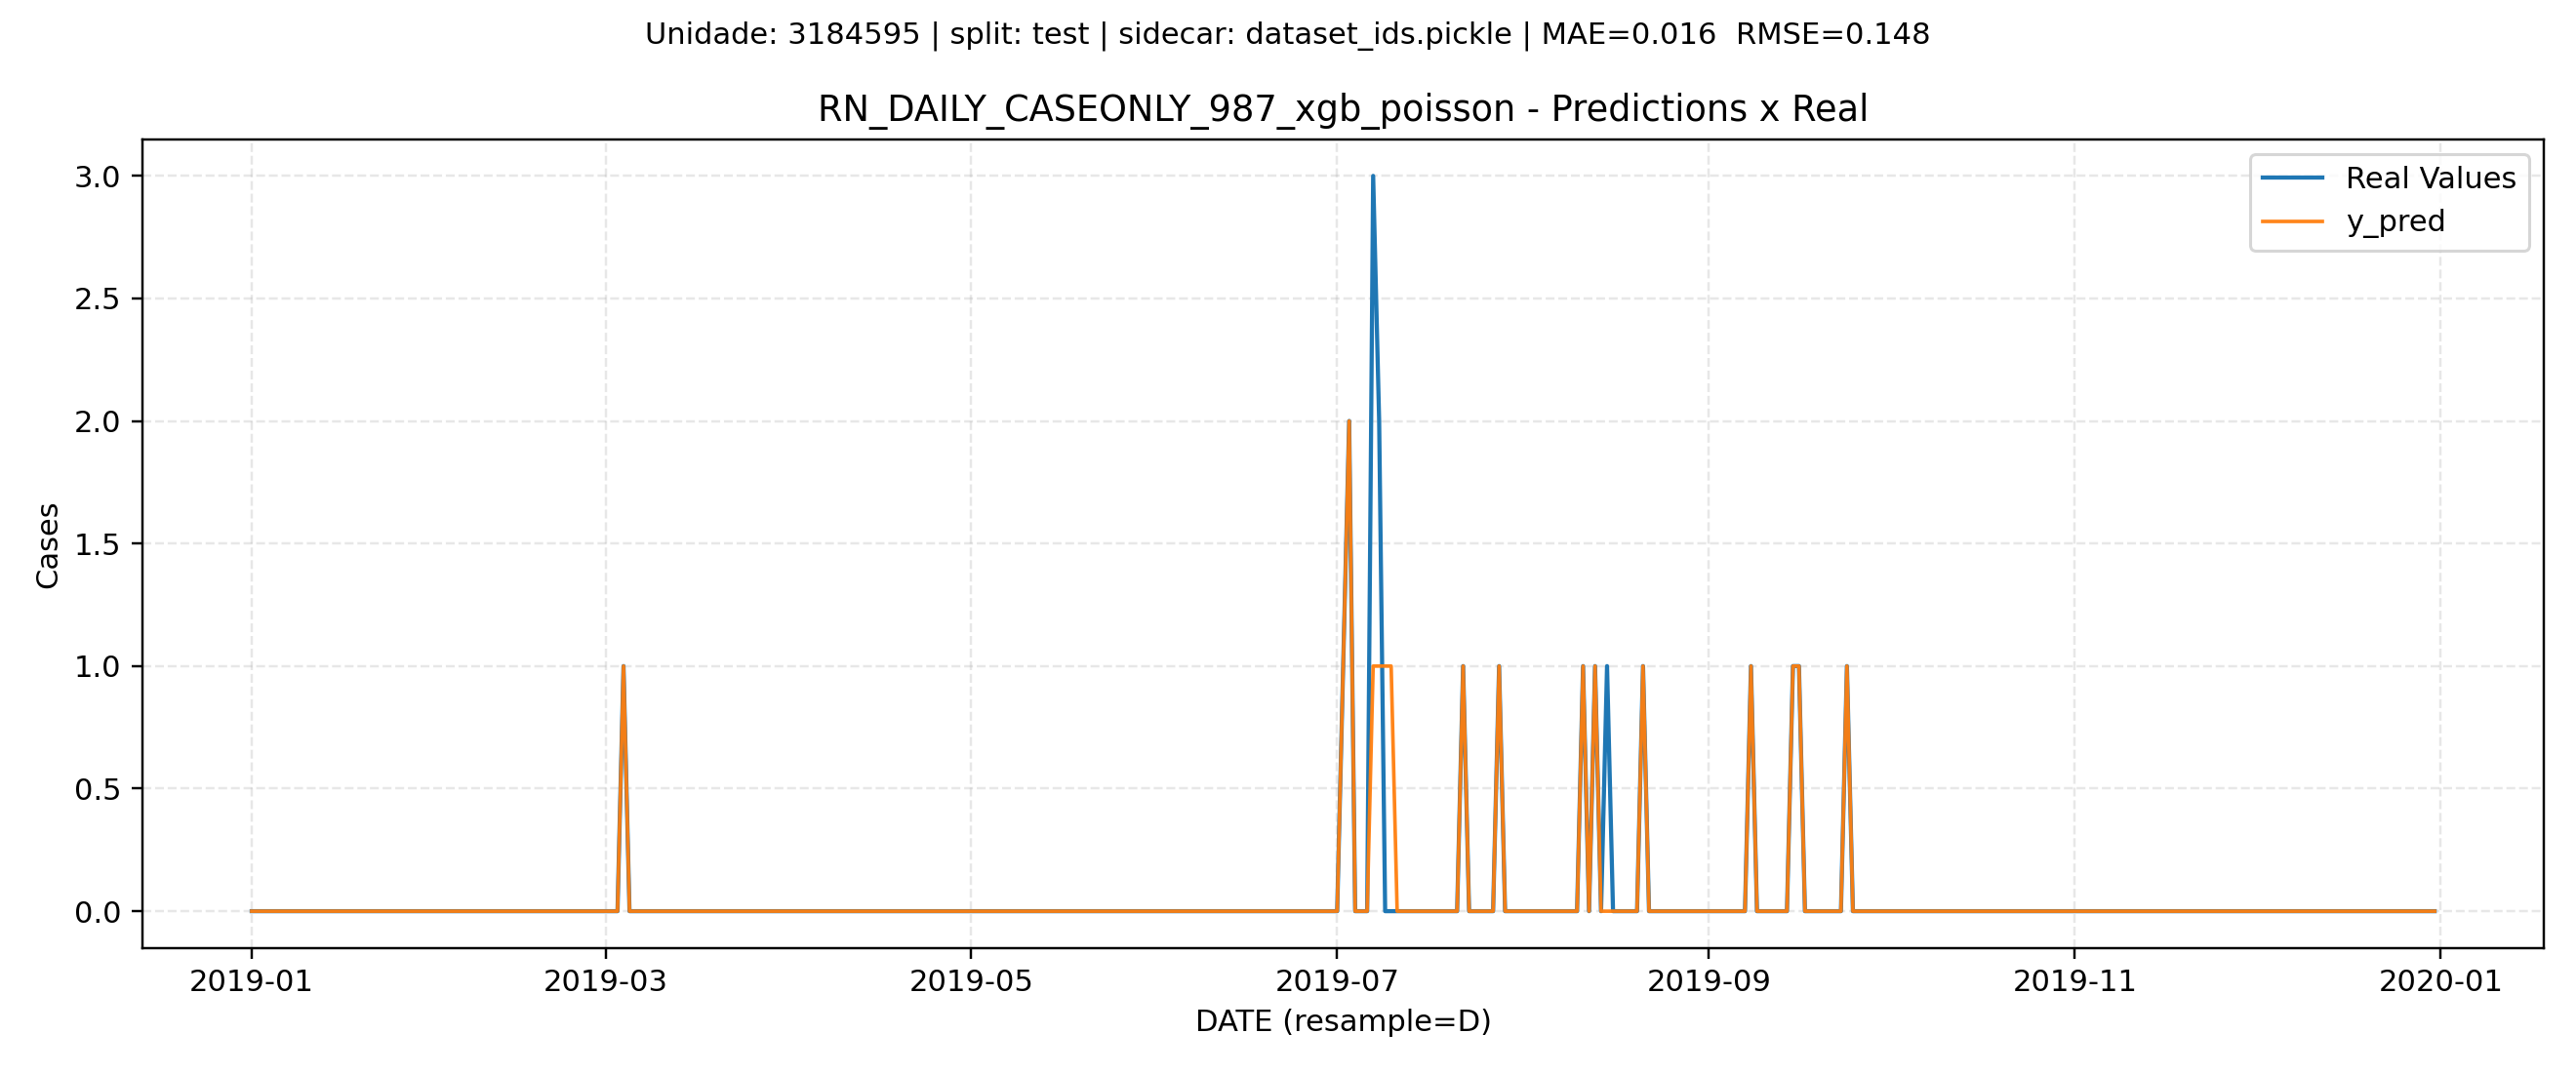 Unidade: 3184595 | split: test | sidecar: dataset_ids.pickle | MAE=0.016  RMSE=0.148
RN_DAILY_CASEONLY_987_xgb_poisson - Predictions x Real
Real Values
y_pred
Cases
3.0
2.5
2.0
1.5
1.0
0.5
0.0
2019-01
2019-03
2019-05
2019-07
2019-09
2019-11
2020-01
DATE (resample=D)